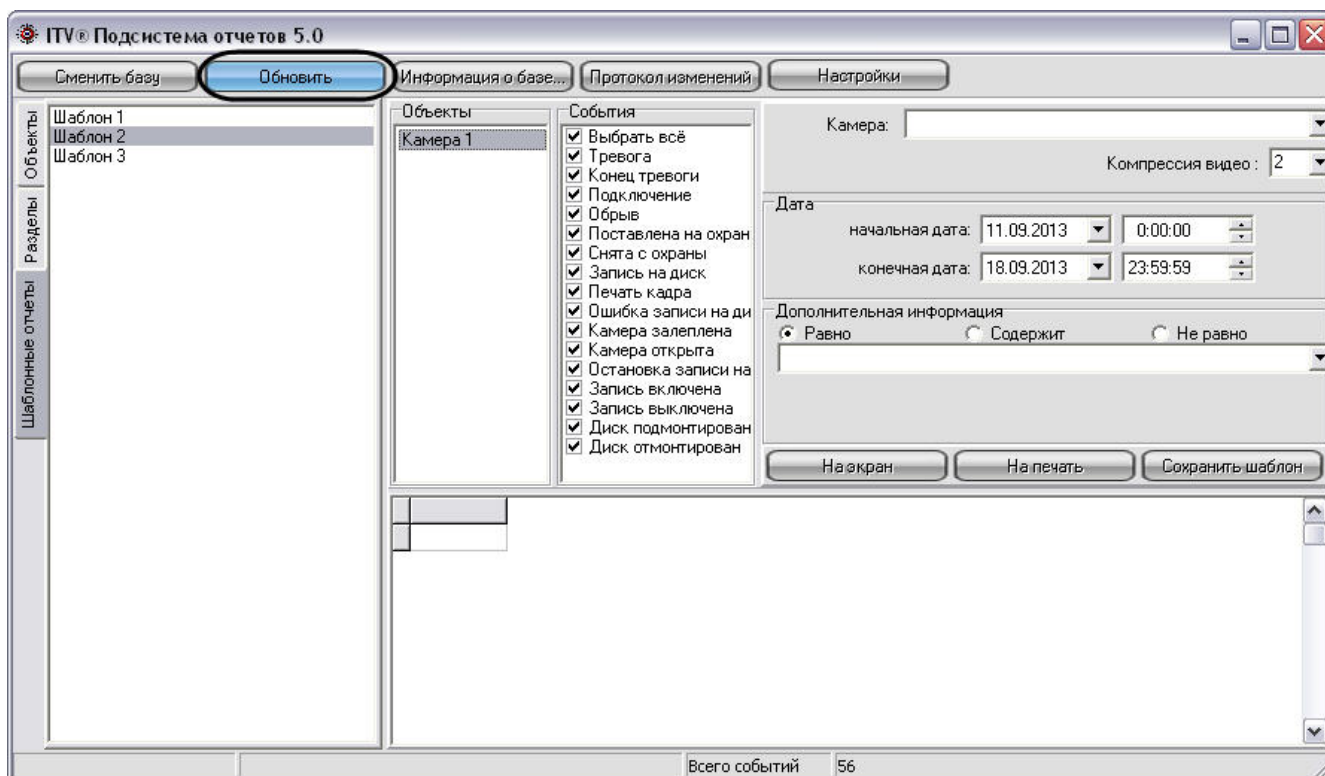 ITV® Подсистема отчетов 5.0
Сменить базу Обновить Информация о базе... Протокол изменений Настройки
Объекты
Разделы
Шаблонные отчеты
Шаблон 1
Шаблон 2
Шаблон 3
Объекты
Камера 1
События
Выбрать всё
Тревога
Конец тревоги
Подключение
Обрыв
Поставлена на охран
Снята с охраны
Запись на диск
Печать кадра
Ошибка записи на ди
Камера залеплена
Камера открыта
Остановка записи на
Запись включена
Запись выключена
Диск подмонтирован
Диск отмонтирован
Камера:
Компрессия видео : 2
Дата
начальная дата: 11.09.2013 0:00:00
конечная дата: 18.09.2013 23:59:59
Дополнительная информация
Равно Содержит Не равно
На экран На печать Сохранить шаблон
Всего событий 56